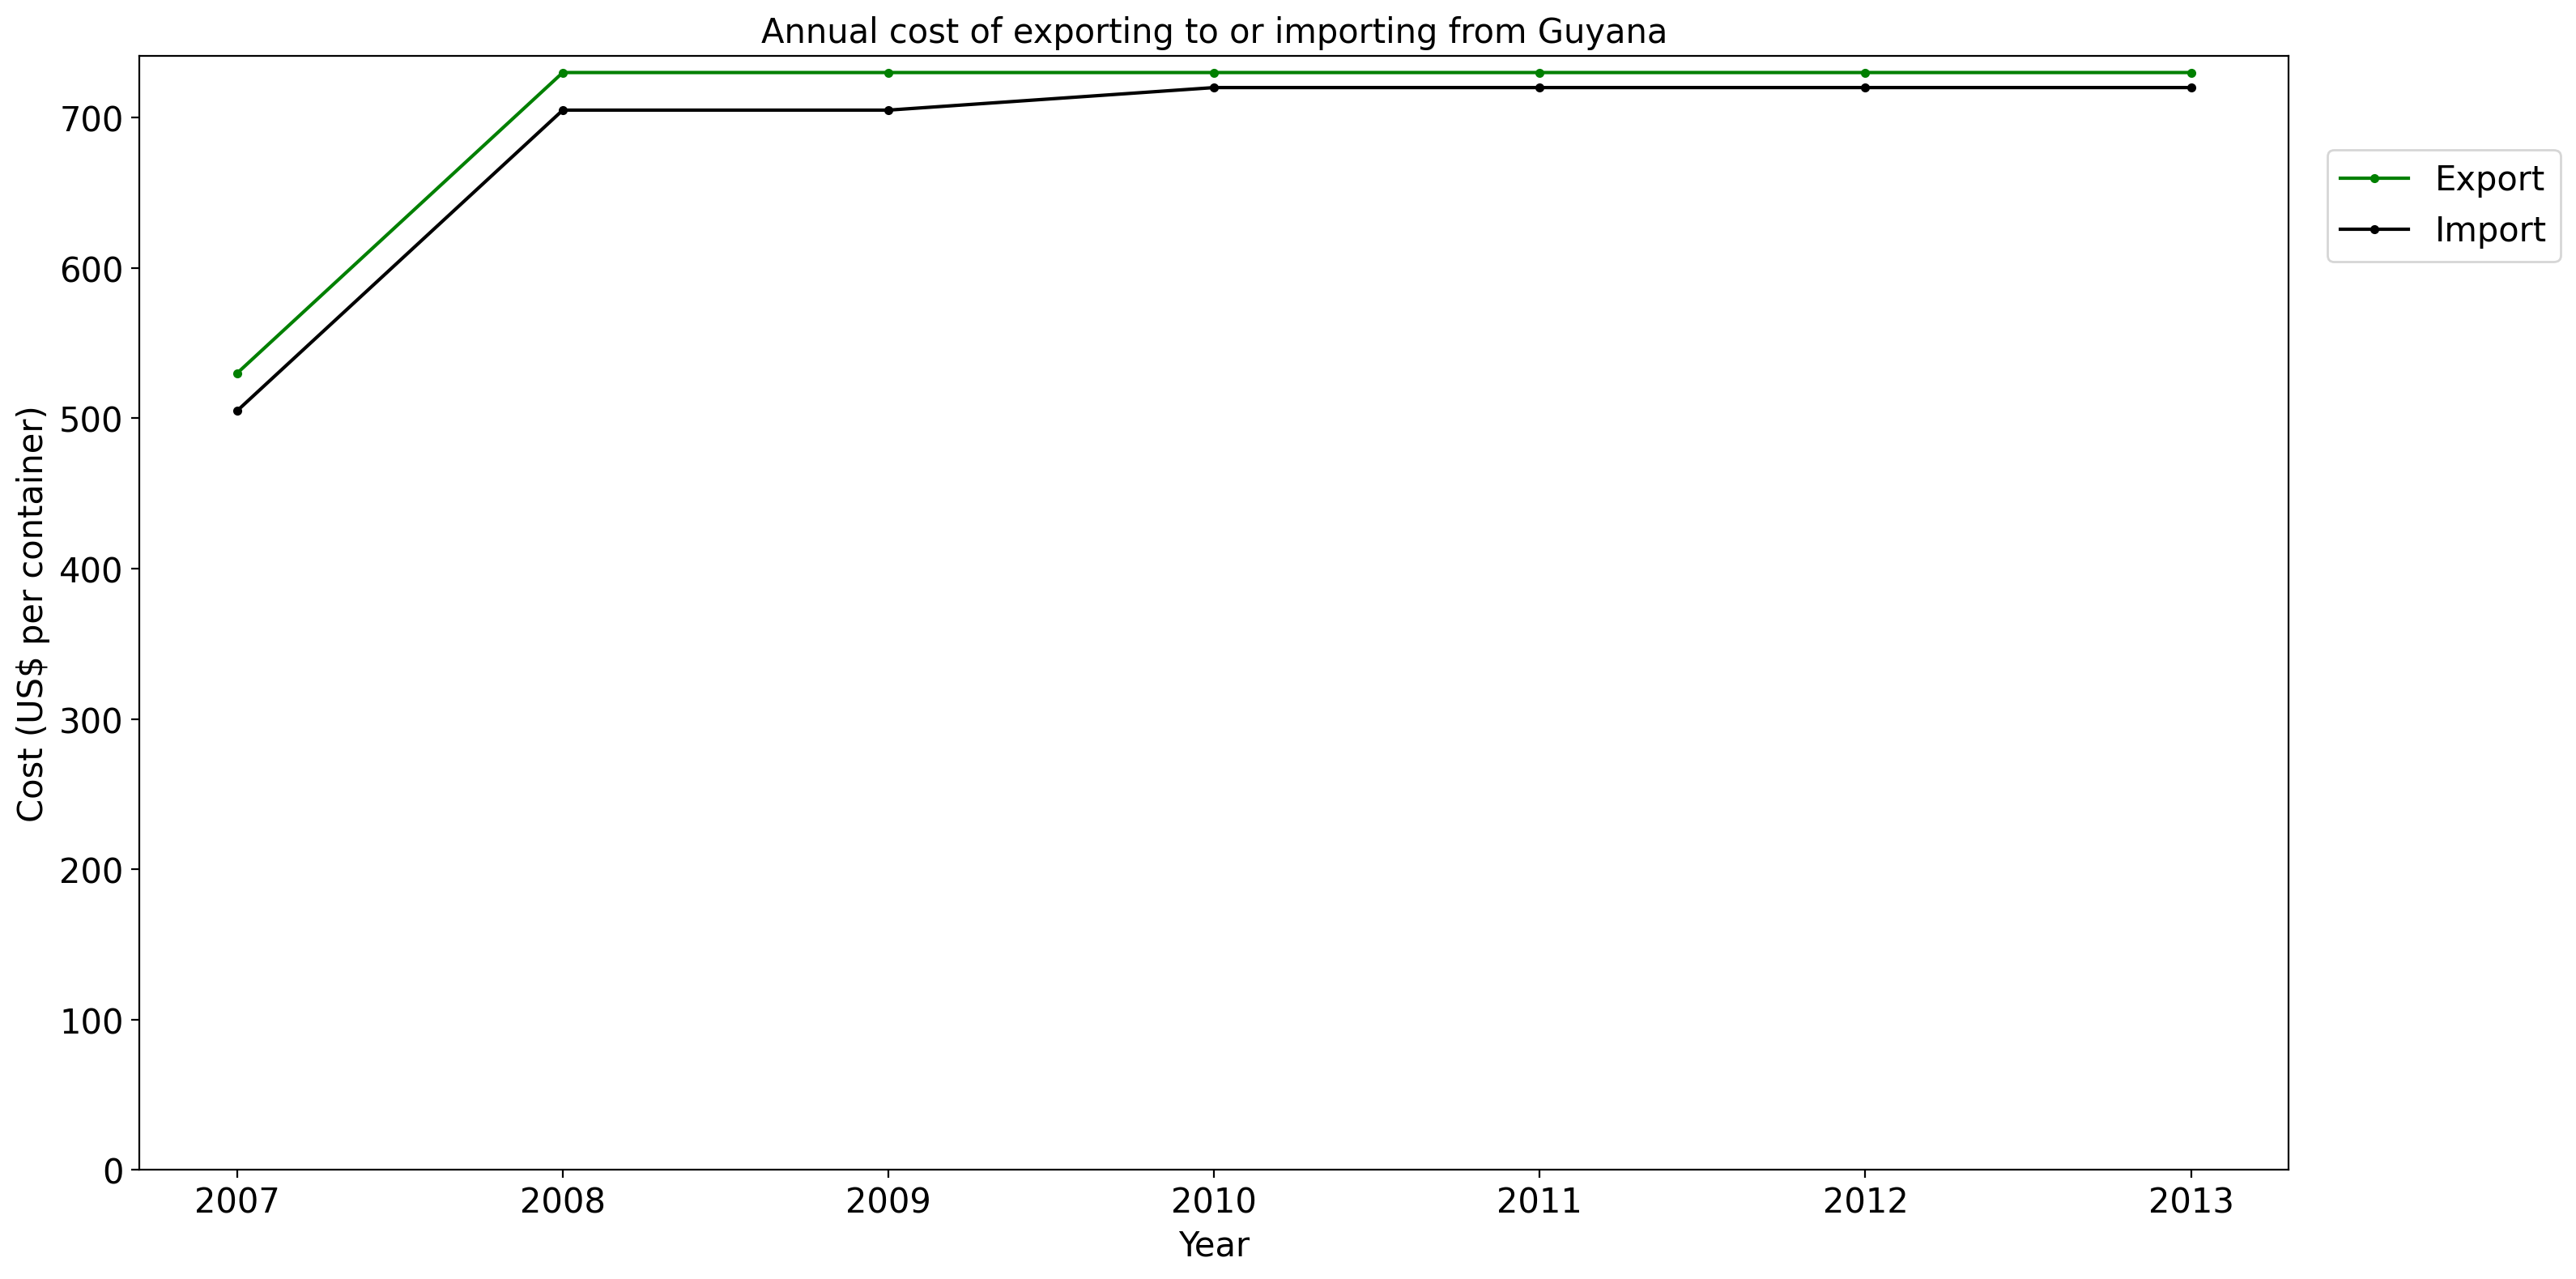 Annual cost of exporting to or importing from Guyana
Cost (US$ per container)
700
600
500
400
300
200
100
0
2007 2008 2009 2010 2011 2012 2013
Year
Export
Import